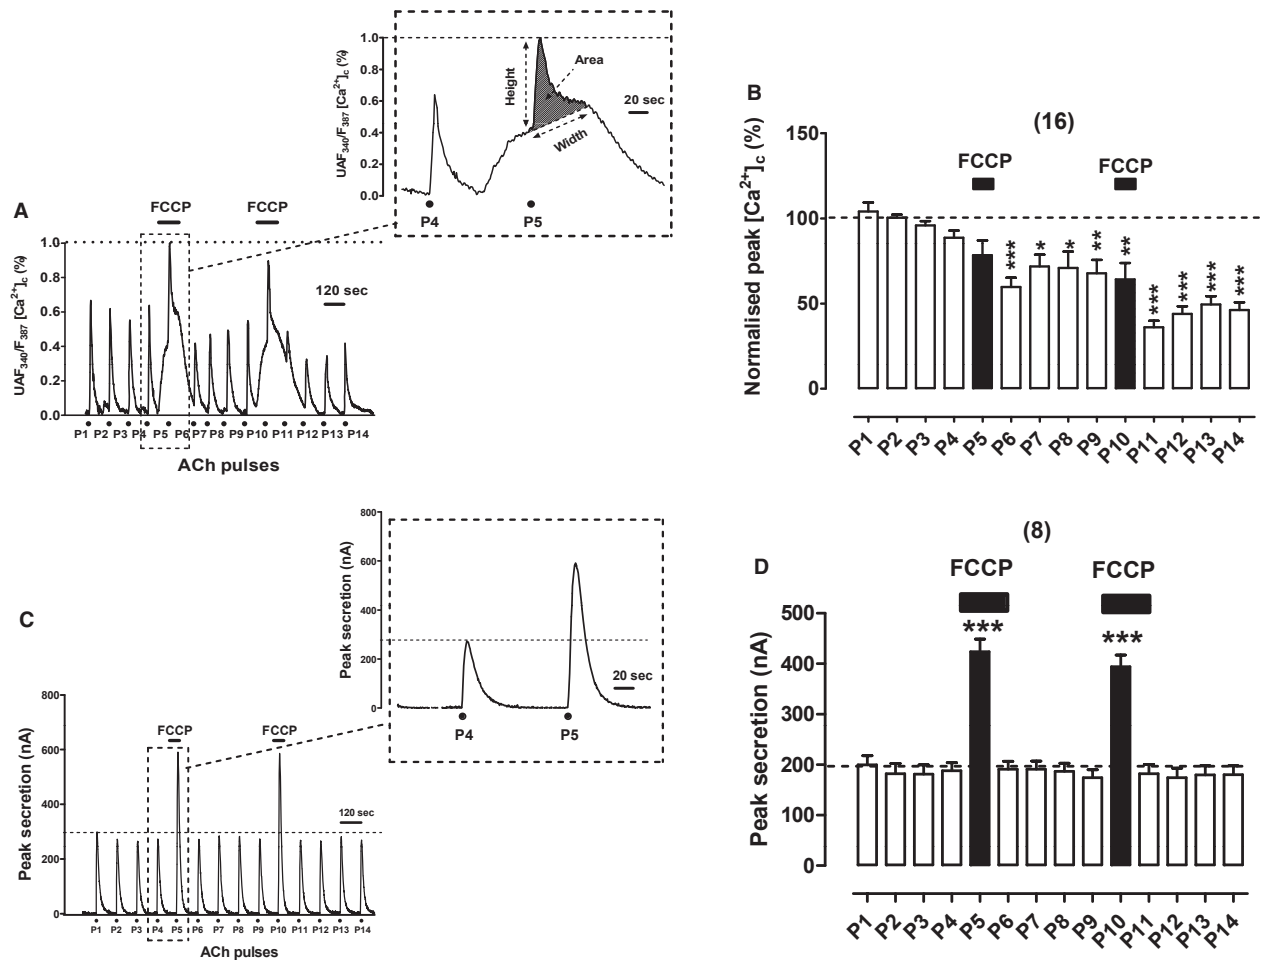 A
UAF340/F387 [Ca2+]c (%)
1.0
0.8
0.6
0.4
0.2
0.0
FCCP
FCCP
120 sec
P1 P2 P3 P4 P5 P6 P7 P8 P9 P10 P11 P12 P13 P14
ACh pulses
UAF340/F387 [Ca2+]c (%)
1.0
0.8
0.6
0.4
0.2
0.0
Height
Area
Width
20 sec
P4
P5
B
(16)
Normalised peak [Ca2+]c (%)
150
100
50
0
FCCP
FCCP
***
*
*
**
**
***
***
***
***
P1 P2 P3 P4 P5 P6 P7 P8 P9 P10 P11 P12 P13 P14
C
Peak secretion (nA)
800
600
400
200
0
FCCP
FCCP
120 sec
P1 P2 P3 P4 P5 P6 P7 P8 P9 P10 P11 P12 P13 P14
ACh pulses
Peak secretion (nA)
800
600
400
200
0
20 sec
P4
P5
D
(8)
Peak secretion (nA)
500
400
300
200
100
0
FCCP
FCCP
***
***
P1 P2 P3 P4 P5 P6 P7 P8 P9 P10 P11 P12 P13 P14